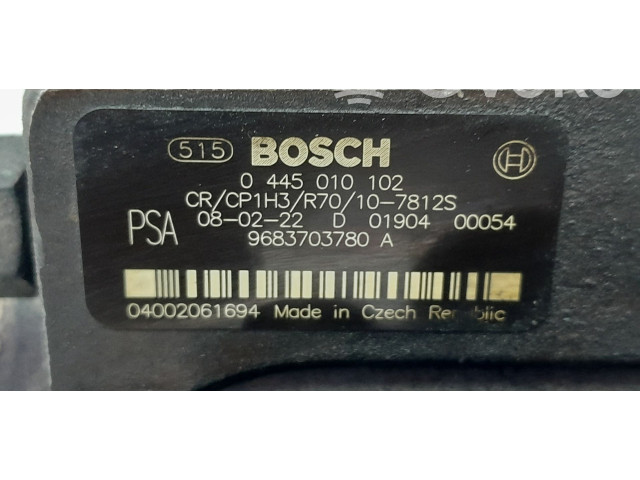 515 BOSCH
0 445 010 102
CR/CP1H3/R70/10-7812S
PSA 08-02-22 D 01904 00054
9683703780 A
04002061694 Made in Czech